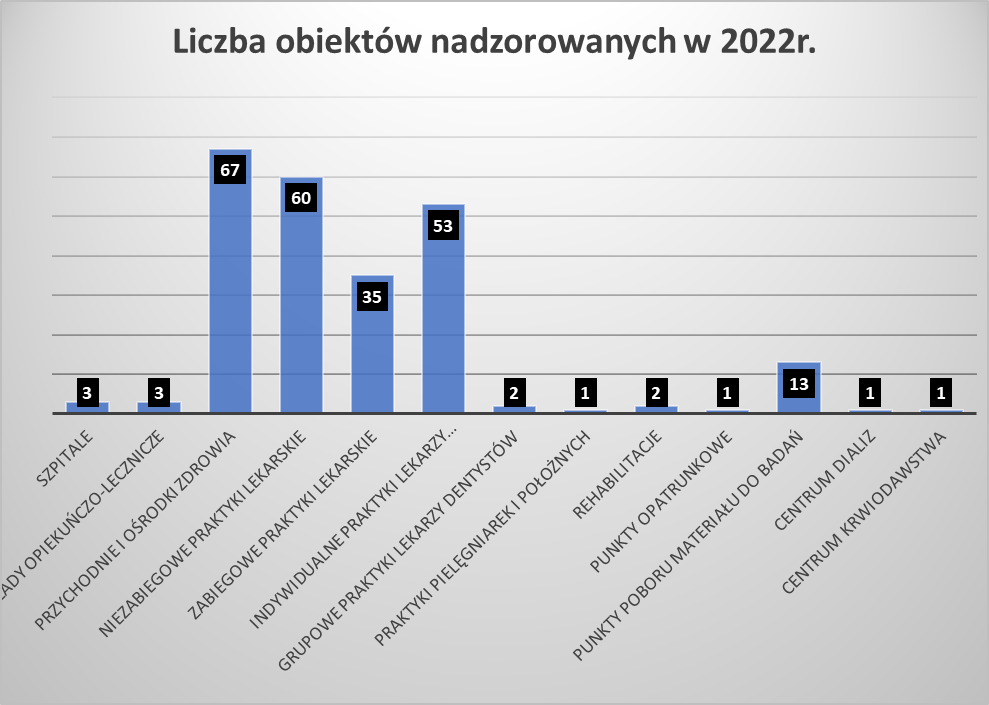 Liczba obiektów nadzorowanych w 2022r.
67
60
53
35
3
3
2
1
2
1
13
1
1
SZPITALE
OPIEKUŃCZO-LECZNICZE
PRZYCHODNIE I OŚRODKI ZDROWIA
NIEZABIEGOWE PRAKTYKI LEKARSKIE
ZABIEGOWE PRAKTYKI LEKARSKIE
INDYWIDUALNE PRAKTYKI LEKARZY…
GRUPOWE PRAKTYKI LEKARZY DENTYSTÓW
PRAKTYKI PIELĘGNIAREK I POŁOŻNYCH
REHABILITACJE
PUNKTY OPATRUNKOWE
PUNKTY POBORU MATERIAŁU DO BADAŃ
CENTRUM DIALIZ
CENTRUM KRWIODAWSTWA